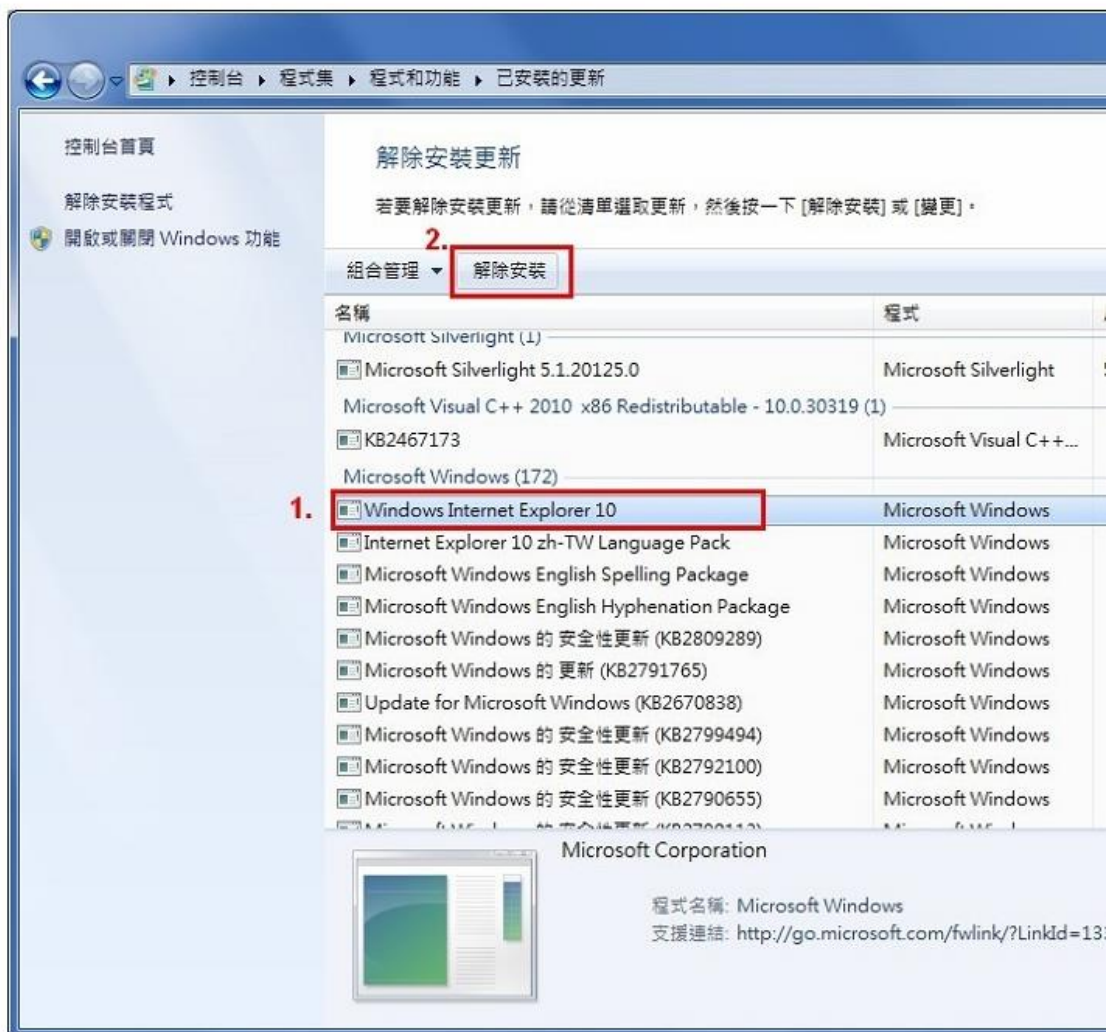 控制台 ▸ 程式集 ▸ 程式和功能 ▸ 已安裝的更新
控制台首頁
解除安裝程式
開啟或關閉 Windows 功能
解除安裝更新
若要解除安裝更新，請從清單選取更新，然後按一下 [解除安裝] 或 [變更]。
2.
組合管理 解除安裝
名稱 程式
Microsoft Silverlight (1)
Microsoft Silverlight 5.1.20125.0 Microsoft Silverlight
Microsoft Visual C++ 2010 x86 Redistributable - 10.0.30319 (1)
KB2467173 Microsoft Visual C++...
Microsoft Windows (172)
1. Windows Internet Explorer 10 Microsoft Windows
Internet Explorer 10 zh-TW Language Pack Microsoft Windows
Microsoft Windows English Spelling Package Microsoft Windows
Microsoft Windows English Hyphenation Package Microsoft Windows
Microsoft Windows 的 安全性更新 (KB2809289) Microsoft Windows
Microsoft Windows 的 更新 (KB2791765) Microsoft Windows
Update for Microsoft Windows (KB2670838) Microsoft Windows
Microsoft Windows 的 安全性更新 (KB2799494) Microsoft Windows
Microsoft Windows 的 安全性更新 (KB2792100) Microsoft Windows
Microsoft Windows 的 安全性更新 (KB2790655) Microsoft Windows
Microsoft Corporation
程式名稱: Microsoft Windows
支援連結: http://go.microsoft.com/fwlink/?LinkId=133